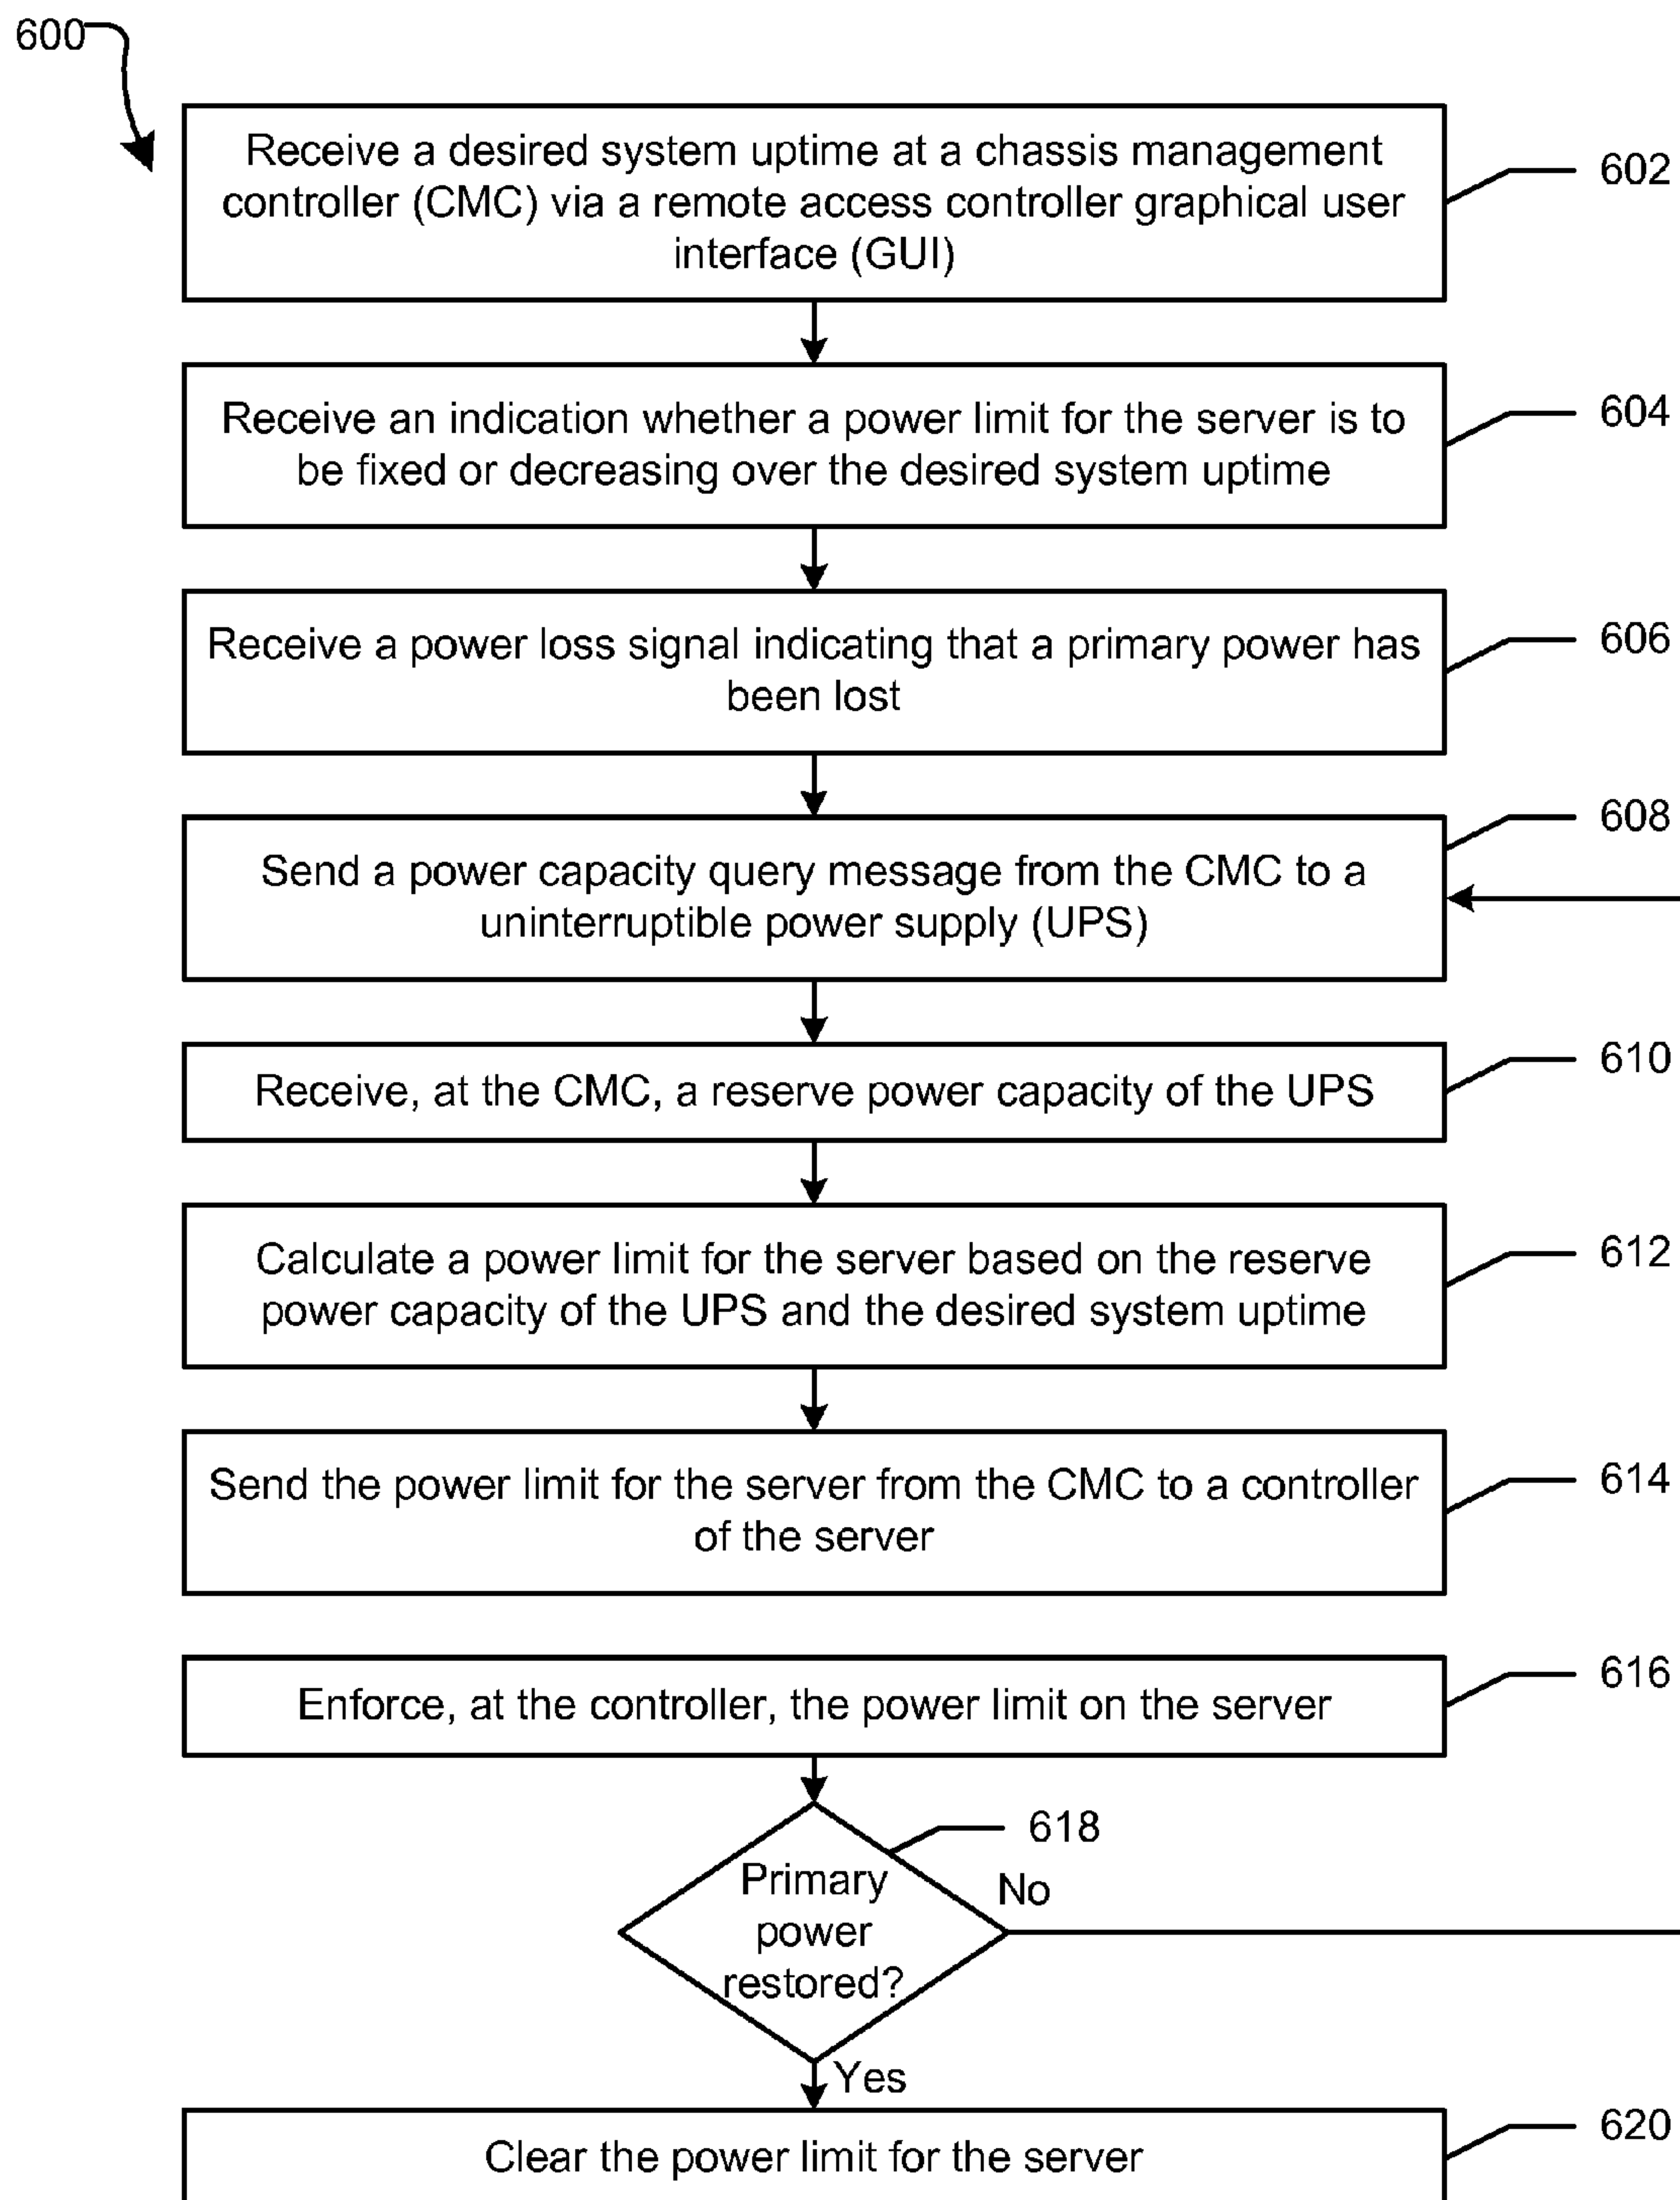 600
Receive a desired system uptime at a chassis management
controller (CMC) via a remote access controller graphical user
interface (GUI)
602
Receive an indication whether a power limit for the server is to
be fixed or decreasing over the desired system uptime
604
Receive a power loss signal indicating that a primary power has
been lost
606
Send a power capacity query message from the CMC to a
uninterruptible power supply (UPS)
608
Receive, at the CMC, a reserve power capacity of the UPS
610
Calculate a power limit for the server based on the reserve
power capacity of the UPS and the desired system uptime
612
Send the power limit for the server from the CMC to a controller
of the server
614
Enforce, at the controller, the power limit on the server
616
618
Primary
power
restored?
No
Yes
Clear the power limit for the server
620